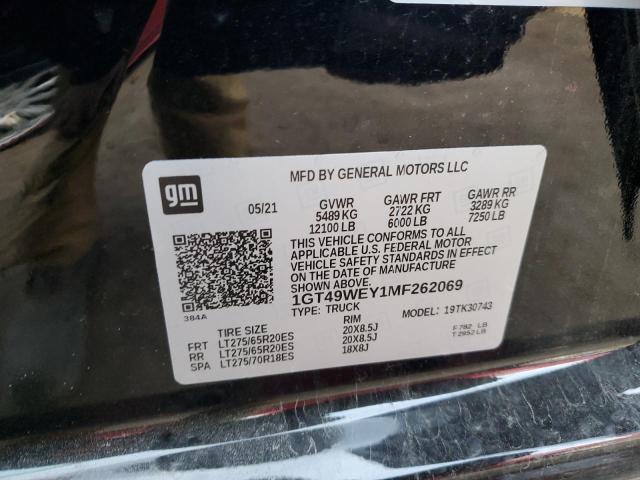 MFD BY GENERAL MOTORS LLC
gm
05/21
GVWR GAWR FRT GAWR RR
5489 KG 2722 KG 3289 KG
12100 LB 6000 LB 7250 LB
THIS VEHICLE CONFORMS TO ALL
APPLICABLE U.S. FEDERAL MOTOR
VEHICLE SAFETY STANDARDS IN EFFECT
ON THE DATE OF MANUFACTURE
SHOWN ABOVE.
1GT49WEY1MF262069
TYPE: TRUCK MODEL: 19TK30743
384A
TIRE SIZE RIM
FRT LT275/65R20ES 20X8.5J F-782 LB
RR LT275/65R20ES 20X8.5J T-2952 LB
SPA LT275/70R18ES 18X8J